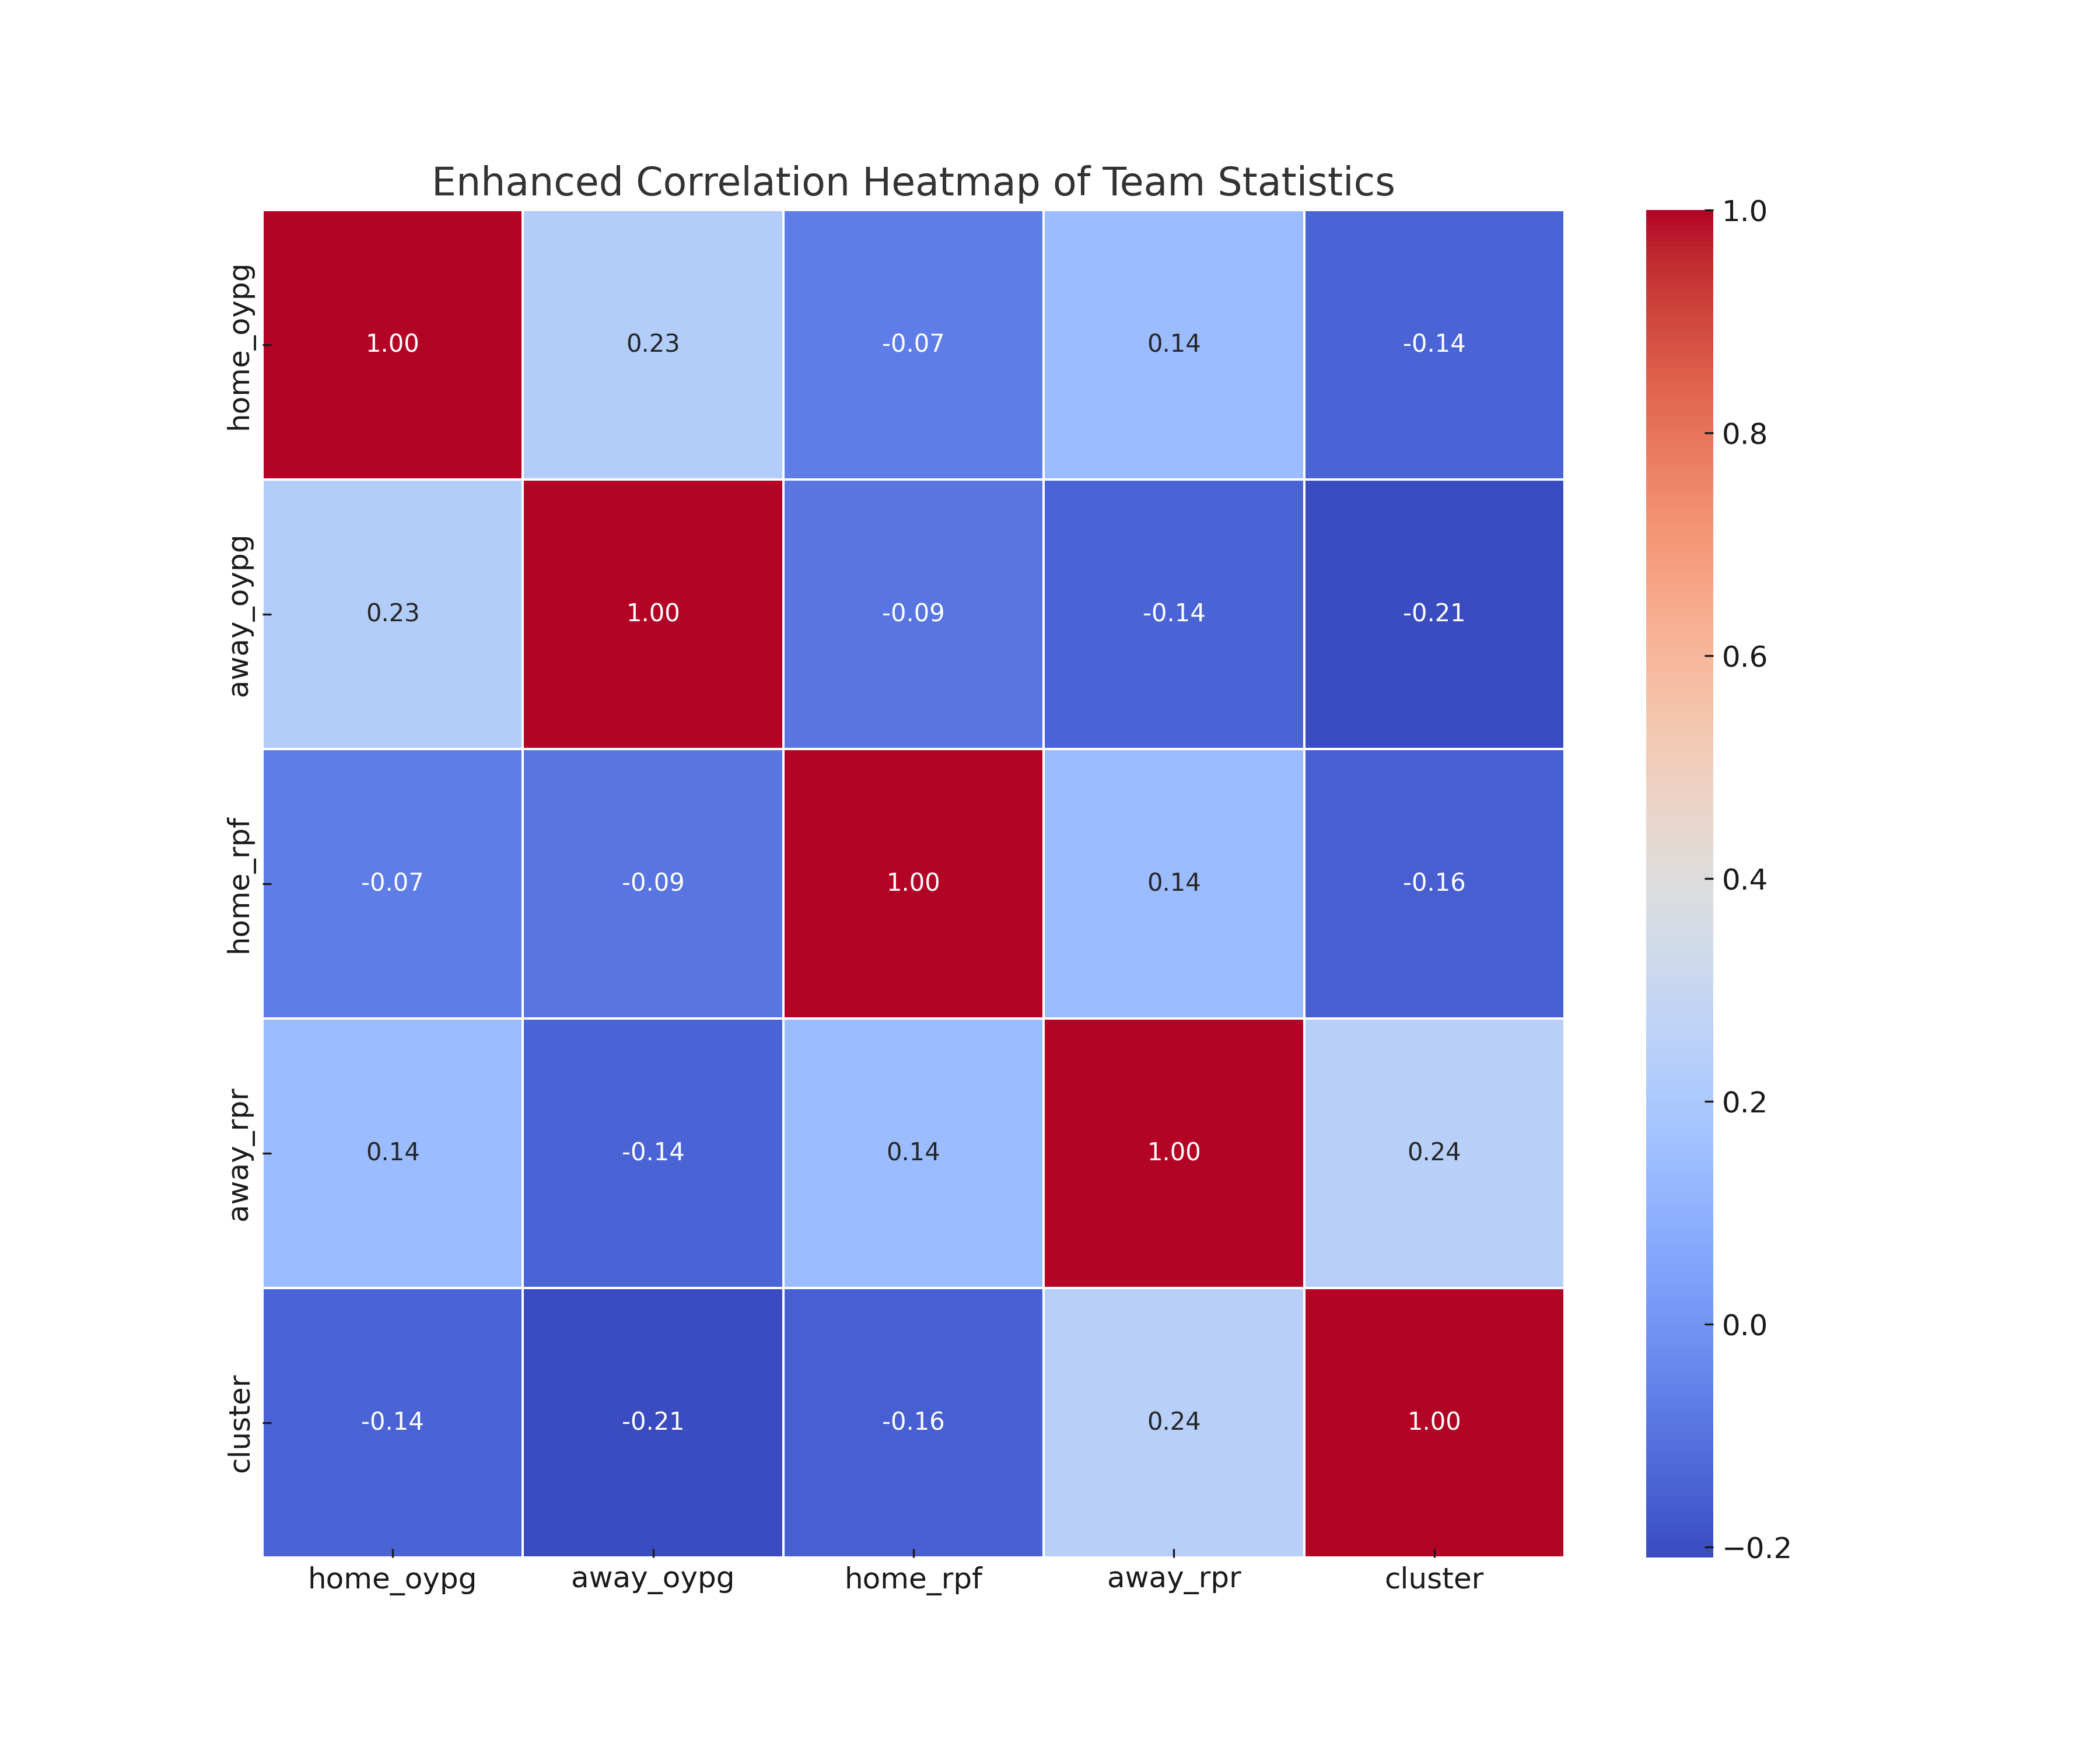 Enhanced Correlation Heatmap of Team Statistics
home_oypg 1.00 0.23 -0.07 0.14 -0.14
away_oypg 0.23 1.00 -0.09 -0.14 -0.21
home_rpf -0.07 -0.09 1.00 0.14 -0.16
away_rpr 0.14 -0.14 0.14 1.00 0.24
cluster -0.14 -0.21 -0.16 0.24 1.00
home_oypg away_oypg home_rpf away_rpr cluster
1.0
0.8
0.6
0.4
0.2
0.0
−0.2